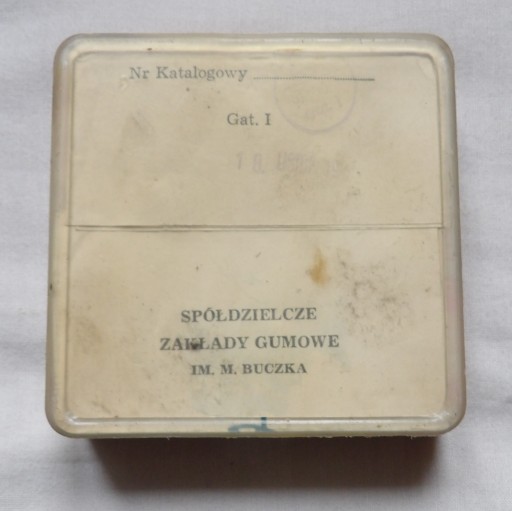 Nr Katalogowy
Gat. I
SPÓŁDZIELCZE
ZAKŁADY GUMOWE
IM. M. BUCZKA